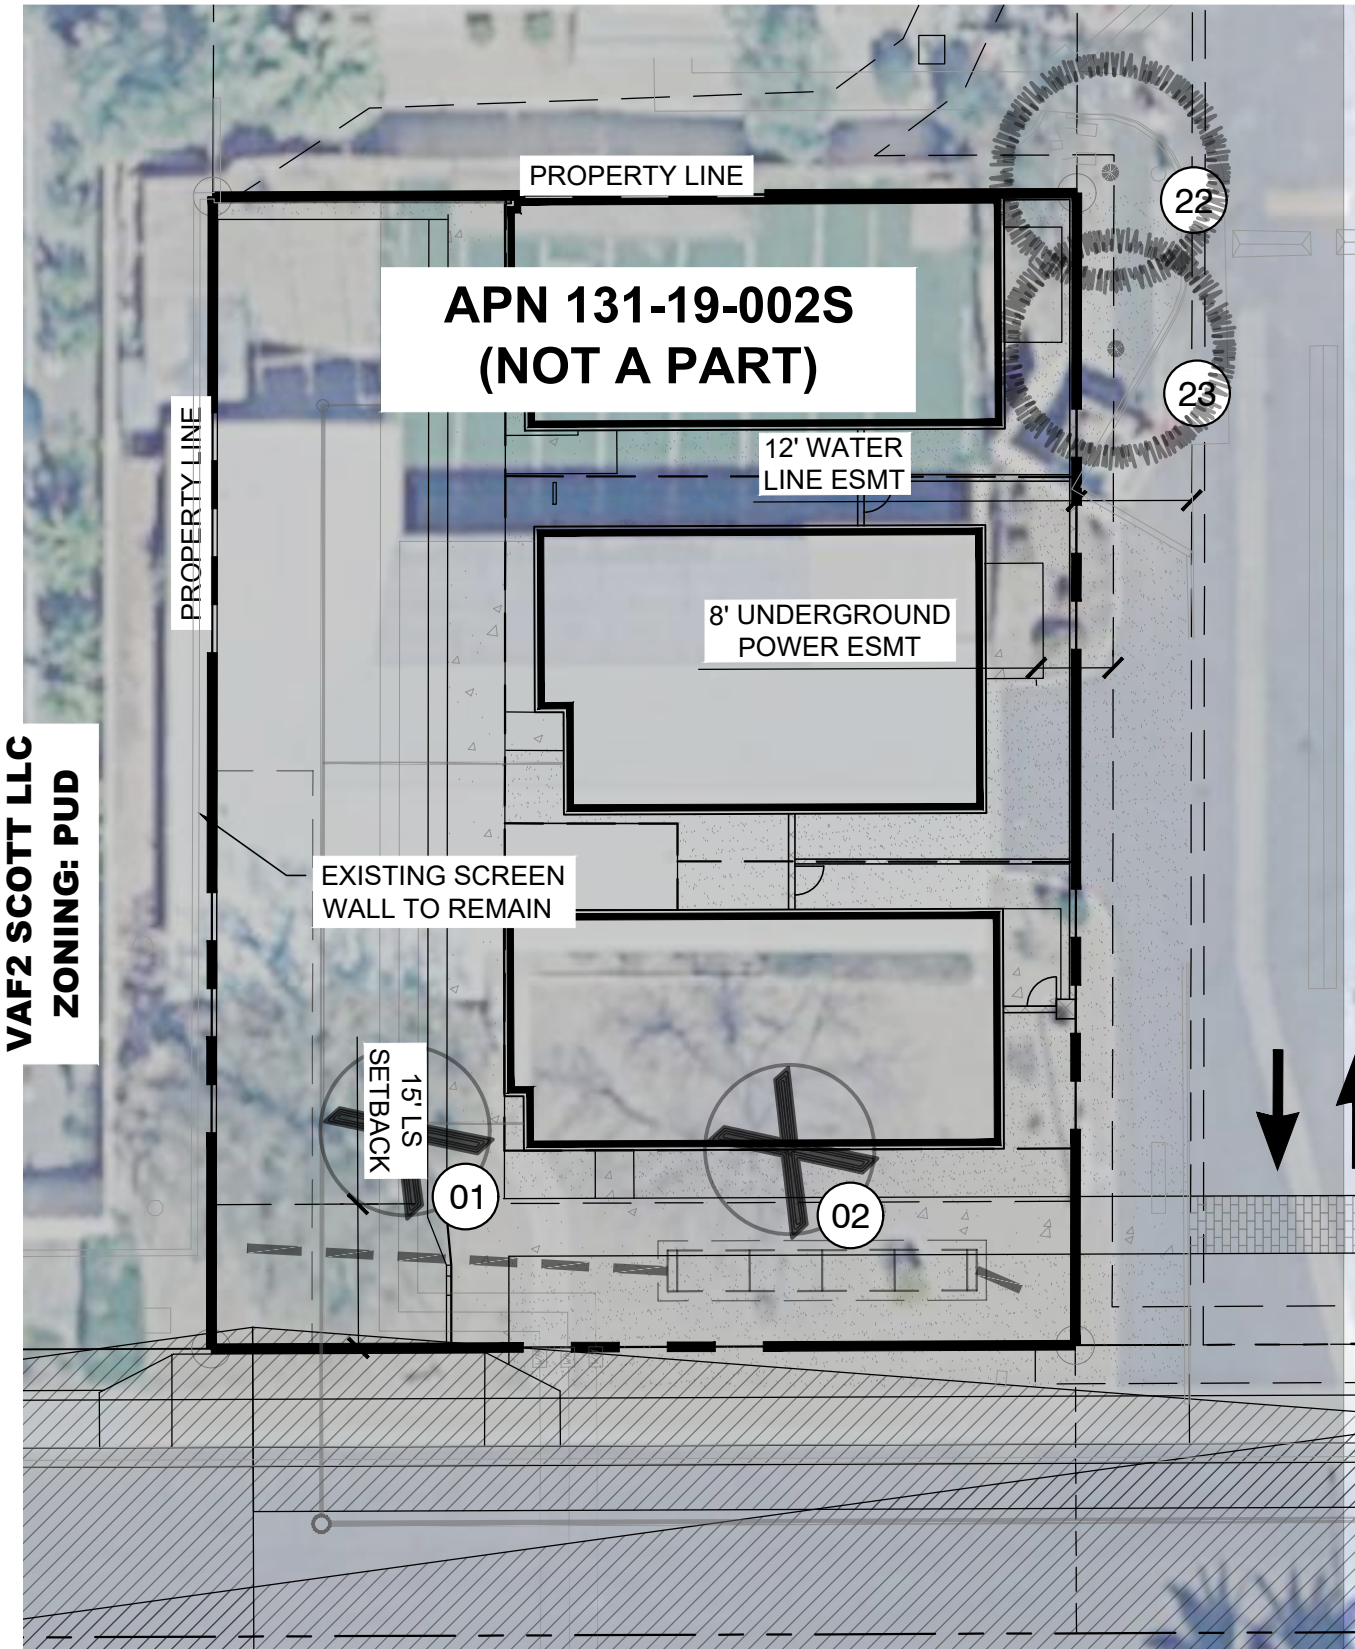 PROPERTY LINE
22
APN 131-19-002S
(NOT A PART)
23
PROPERTY LINE
12' WATER
LINE ESMT
8' UNDERGROUND
POWER ESMT
VAF2 SCOTT LLC
ZONING: PUD
EXISTING SCREEN
WALL TO REMAIN
15' LS
SETBACK
01
02